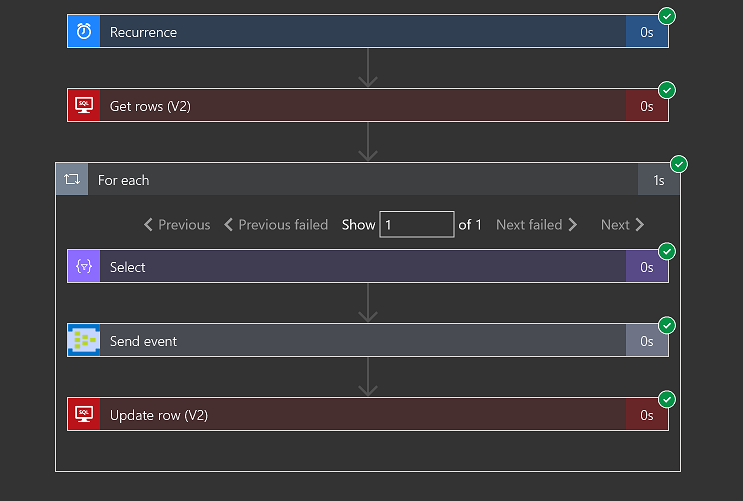 Recurrence 0s
SQL Get rows (V2) 0s
For each 1s
Previous Previous failed Show 1 of 1 Next failed Next
Select 0s
Send event 0s
SQL Update row (V2) 0s